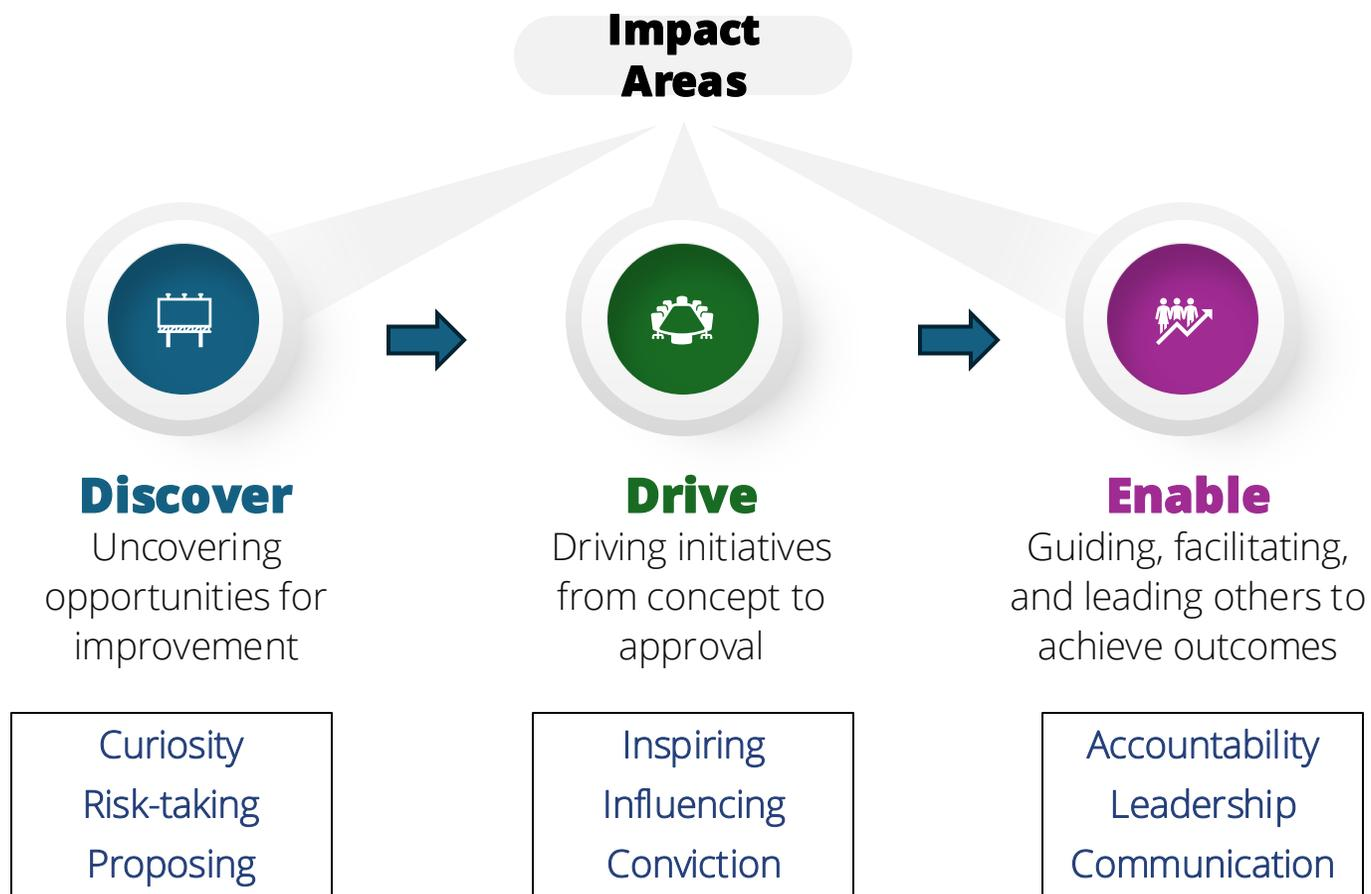 Impact
Areas
Discover
Uncovering
opportunities for
improvement
Curiosity
Risk-taking
Proposing
Drive
Driving initiatives
from concept to
approval
Inspiring
Influencing
Conviction
Enable
Guiding, facilitating,
and leading others to
achieve outcomes
Accountability
Leadership
Communication